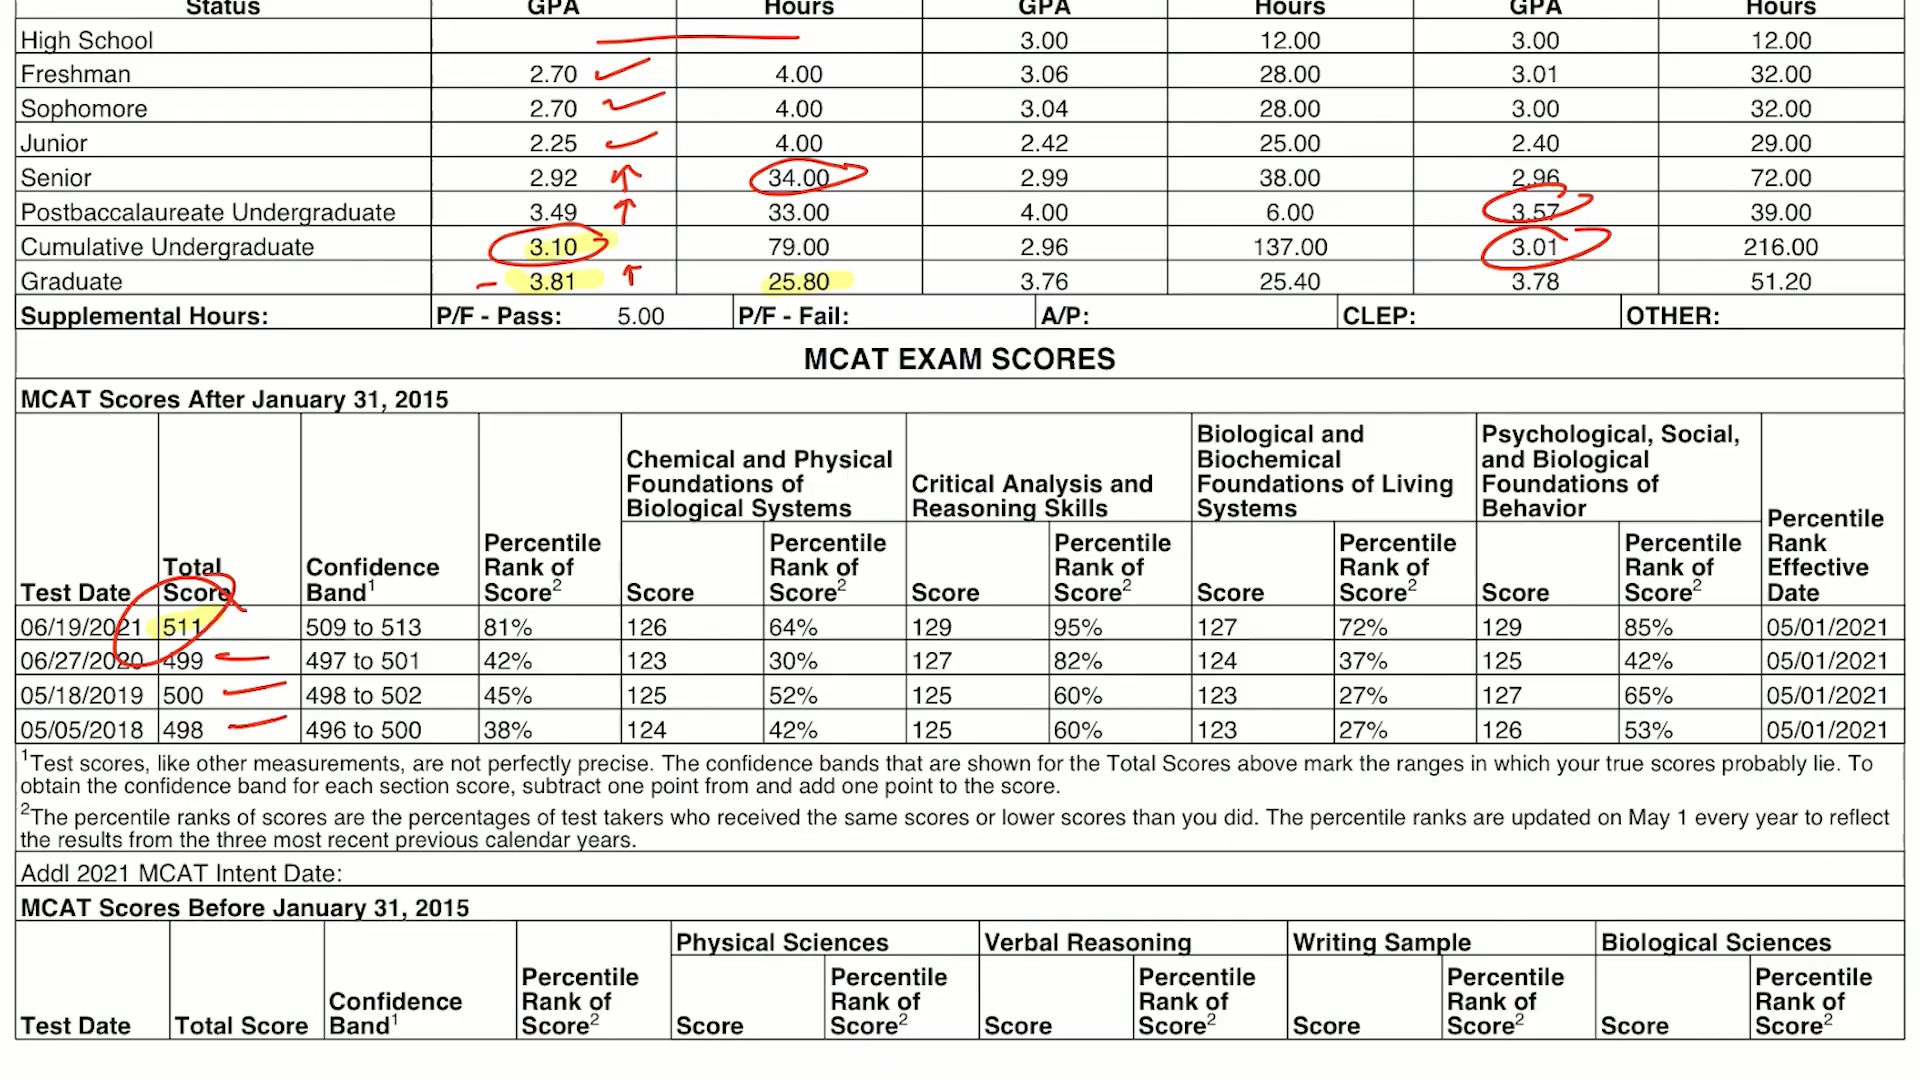 Status GPA Hours GPA Hours GPA Hours
High School 3.00 12.00 3.00 12.00
Freshman 2.70 4.00 3.06 28.00 3.01 32.00
Sophomore 2.70 4.00 3.04 28.00 3.00 32.00
Junior 2.25 4.00 2.42 25.00 2.40 29.00
Senior 2.92 34.00 2.99 38.00 2.96 72.00
Postbaccalaureate Undergraduate 3.49 33.00 4.00 6.00 3.57 39.00
Cumulative Undergraduate 3.10 79.00 2.96 137.00 3.01 216.00
Graduate 3.81 25.80 3.76 25.40 3.78 51.20
Supplemental Hours: P/F - Pass: 5.00 P/F - Fail: A/P: CLEP: OTHER:
MCAT EXAM SCORES
MCAT Scores After January 31, 2015
Test Date
Total
Score
Confidence
Band1
Percentile
Rank of
Score2
Chemical and Physical
Foundations of
Biological Systems
Score
Percentile
Rank of
Score2
Critical Analysis and
Reasoning Skills
Score
Percentile
Rank of
Score2
Biological and
Biochemical
Foundations of Living
Systems
Score
Percentile
Rank of
Score2
Psychological, Social,
and Biological
Foundations of
Behavior
Score
Percentile
Rank of
Score2
Percentile
Rank
Effective
Date
06/19/2021 511 509 to 513 81% 126 64% 129 95% 127 72% 129 85% 05/01/2021
06/27/2020 499 497 to 501 42% 123 30% 127 82% 124 37% 125 42% 05/01/2021
05/18/2019 500 498 to 502 45% 125 52% 125 60% 123 27% 127 65% 05/01/2021
05/05/2018 498 496 to 500 38% 124 42% 125 60% 123 27% 126 53% 05/01/2021
1Test scores, like other measurements, are not perfectly precise. The confidence bands that are shown for the Total Scores above mark the ranges in which your true scores probably lie. To
obtain the confidence band for each section score, subtract one point from and add one point to the score.
2The percentile ranks of scores are the percentages of test takers who received the same scores or lower scores than you did. The percentile ranks are updated on May 1 every year to reflect
the results from the three most recent previous calendar years.
Addl 2021 MCAT Intent Date:
MCAT Scores Before January 31, 2015
Test Date
Total Score
Confidence
Band1
Percentile
Rank of
Score2
Physical Sciences
Score
Percentile
Rank of
Score2
Verbal Reasoning
Score
Percentile
Rank of
Score2
Writing Sample
Score
Percentile
Rank of
Score2
Biological Sciences
Score
Percentile
Rank of
Score2